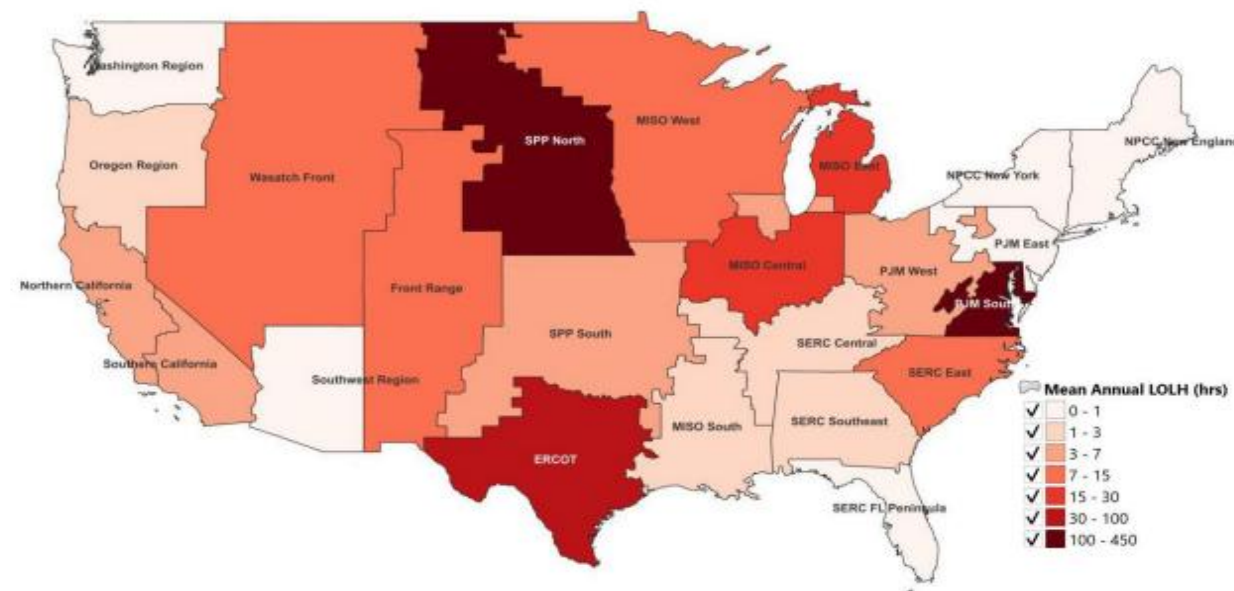 Washington Region
Oregon Region
Wasatch Front
SPP North
MISO West
MISO East
NPCC New England
NPCC New York
PJM East
Northern California
Front Range
MISO Central
PJM West
PJM South
Southern California
SPP South
SERC Central
Southwest Region
SERC East
MISO South
SERC Southeast
ERCOT
SERC FL Peninsula
Mean Annual LOLH (hrs)
0 - 1
1 - 3
3 - 7
7 - 15
15 - 30
30 - 100
100 - 450